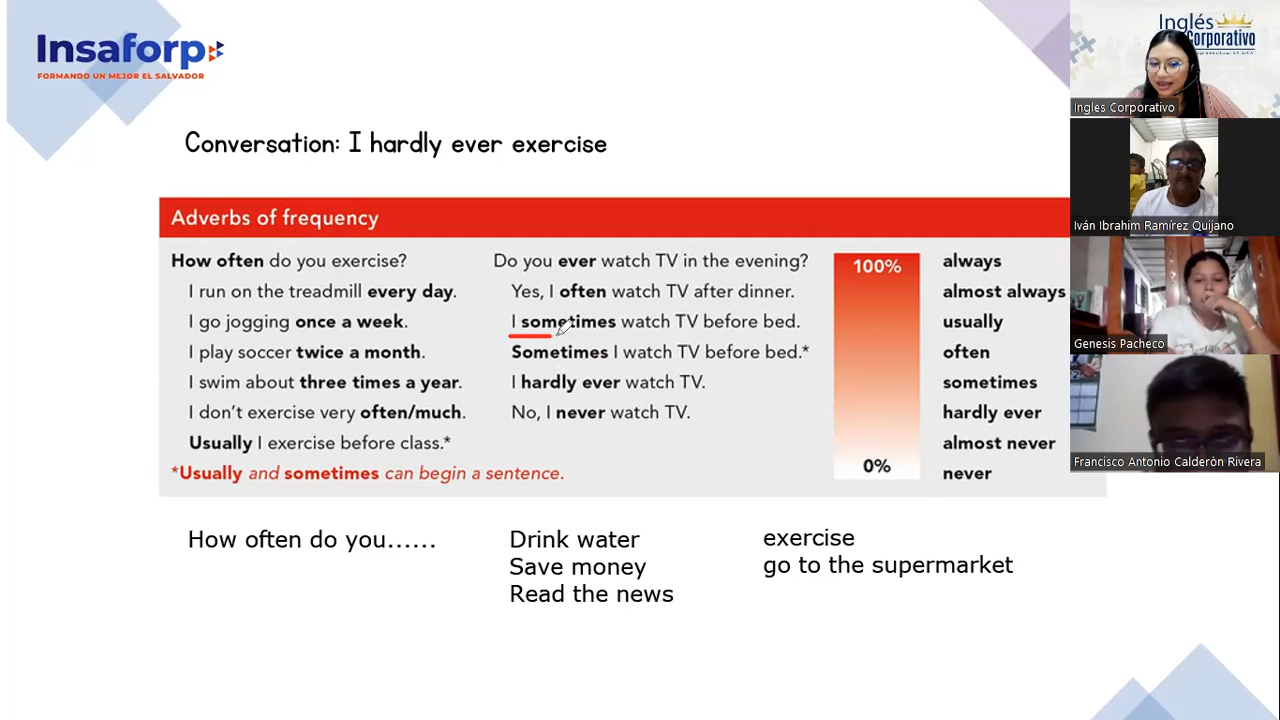 Insaforp
FORMANDO UN MEJOR EL SALVADOR
Conversation: I hardly ever exercise
Adverbs of frequency
How often do you exercise?
I run on the treadmill every day.
I go jogging once a week.
I play soccer twice a month.
I swim about three times a year.
I don't exercise very often/much.
Usually I exercise before class.*
*Usually and sometimes can begin a sentence.
Do you ever watch TV in the evening?
Yes, I often watch TV after dinner.
I sometimes watch TV before bed.
Sometimes I watch TV before bed.*
I hardly ever watch TV.
No, I never watch TV.
100%
0%
always
almost always
usually
often
sometimes
hardly ever
almost never
never
How often do you......
Drink water
Save money
Read the news
exercise
go to the supermarket
Inglés
Corporativo
Ingles Corporativo
Iván Ibrahim Ramírez Quijano
Genesis Pacheco
Francisco Antonio Calderòn Rivera